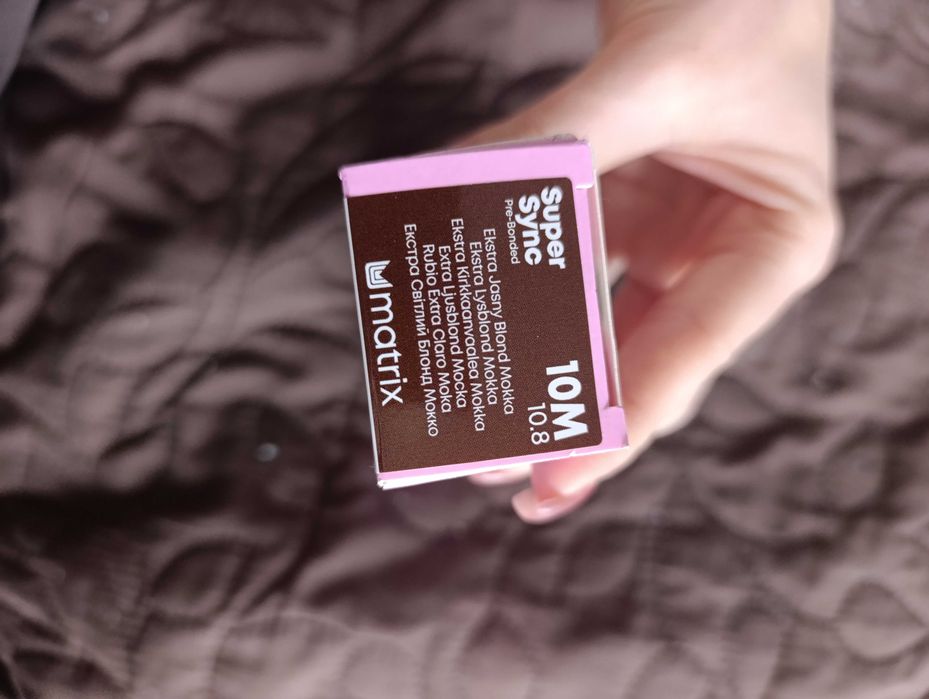 Super
Sync
Pre-Bonded
10M
10.8
Ekstra Jasny Blond Mokka
Ekstra Lysblond Mokka
Ekstra Kirkkaanvaalea Mokka
Extra Ljusblond Mocka
Rubio Extra Claro Moka
Екстра Світлий Блонд Мокко
matrix